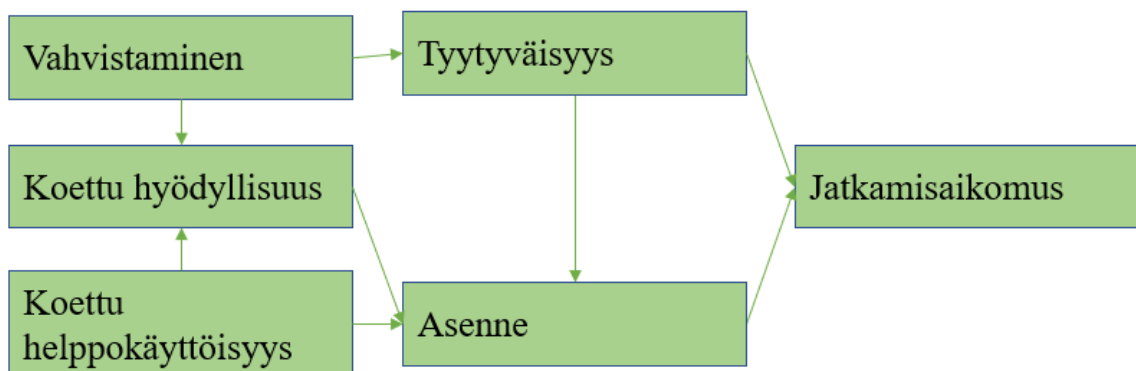 Vahvistaminen
Tyytyväisyys
Koettu hyödyllisuus
Jatkamisaikomus
Koettu
helppokäyttöisyys
Asenne